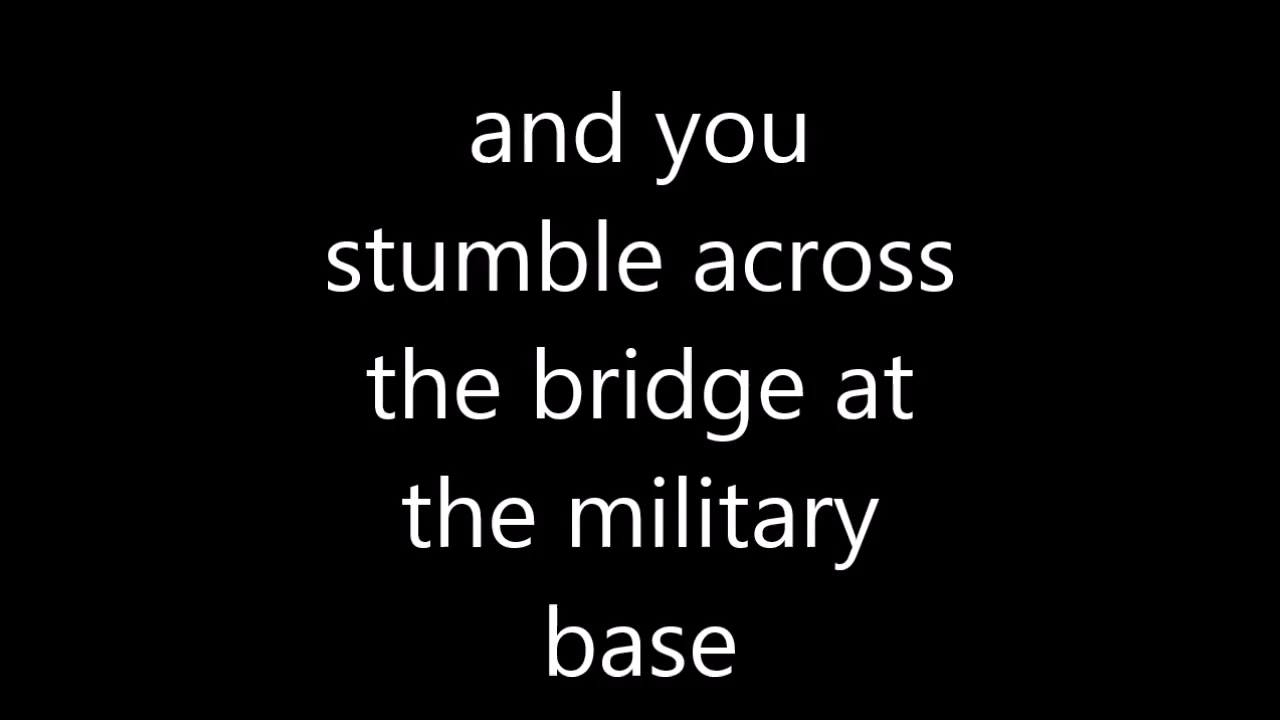 and you
stumble across
the bridge at
the military
base